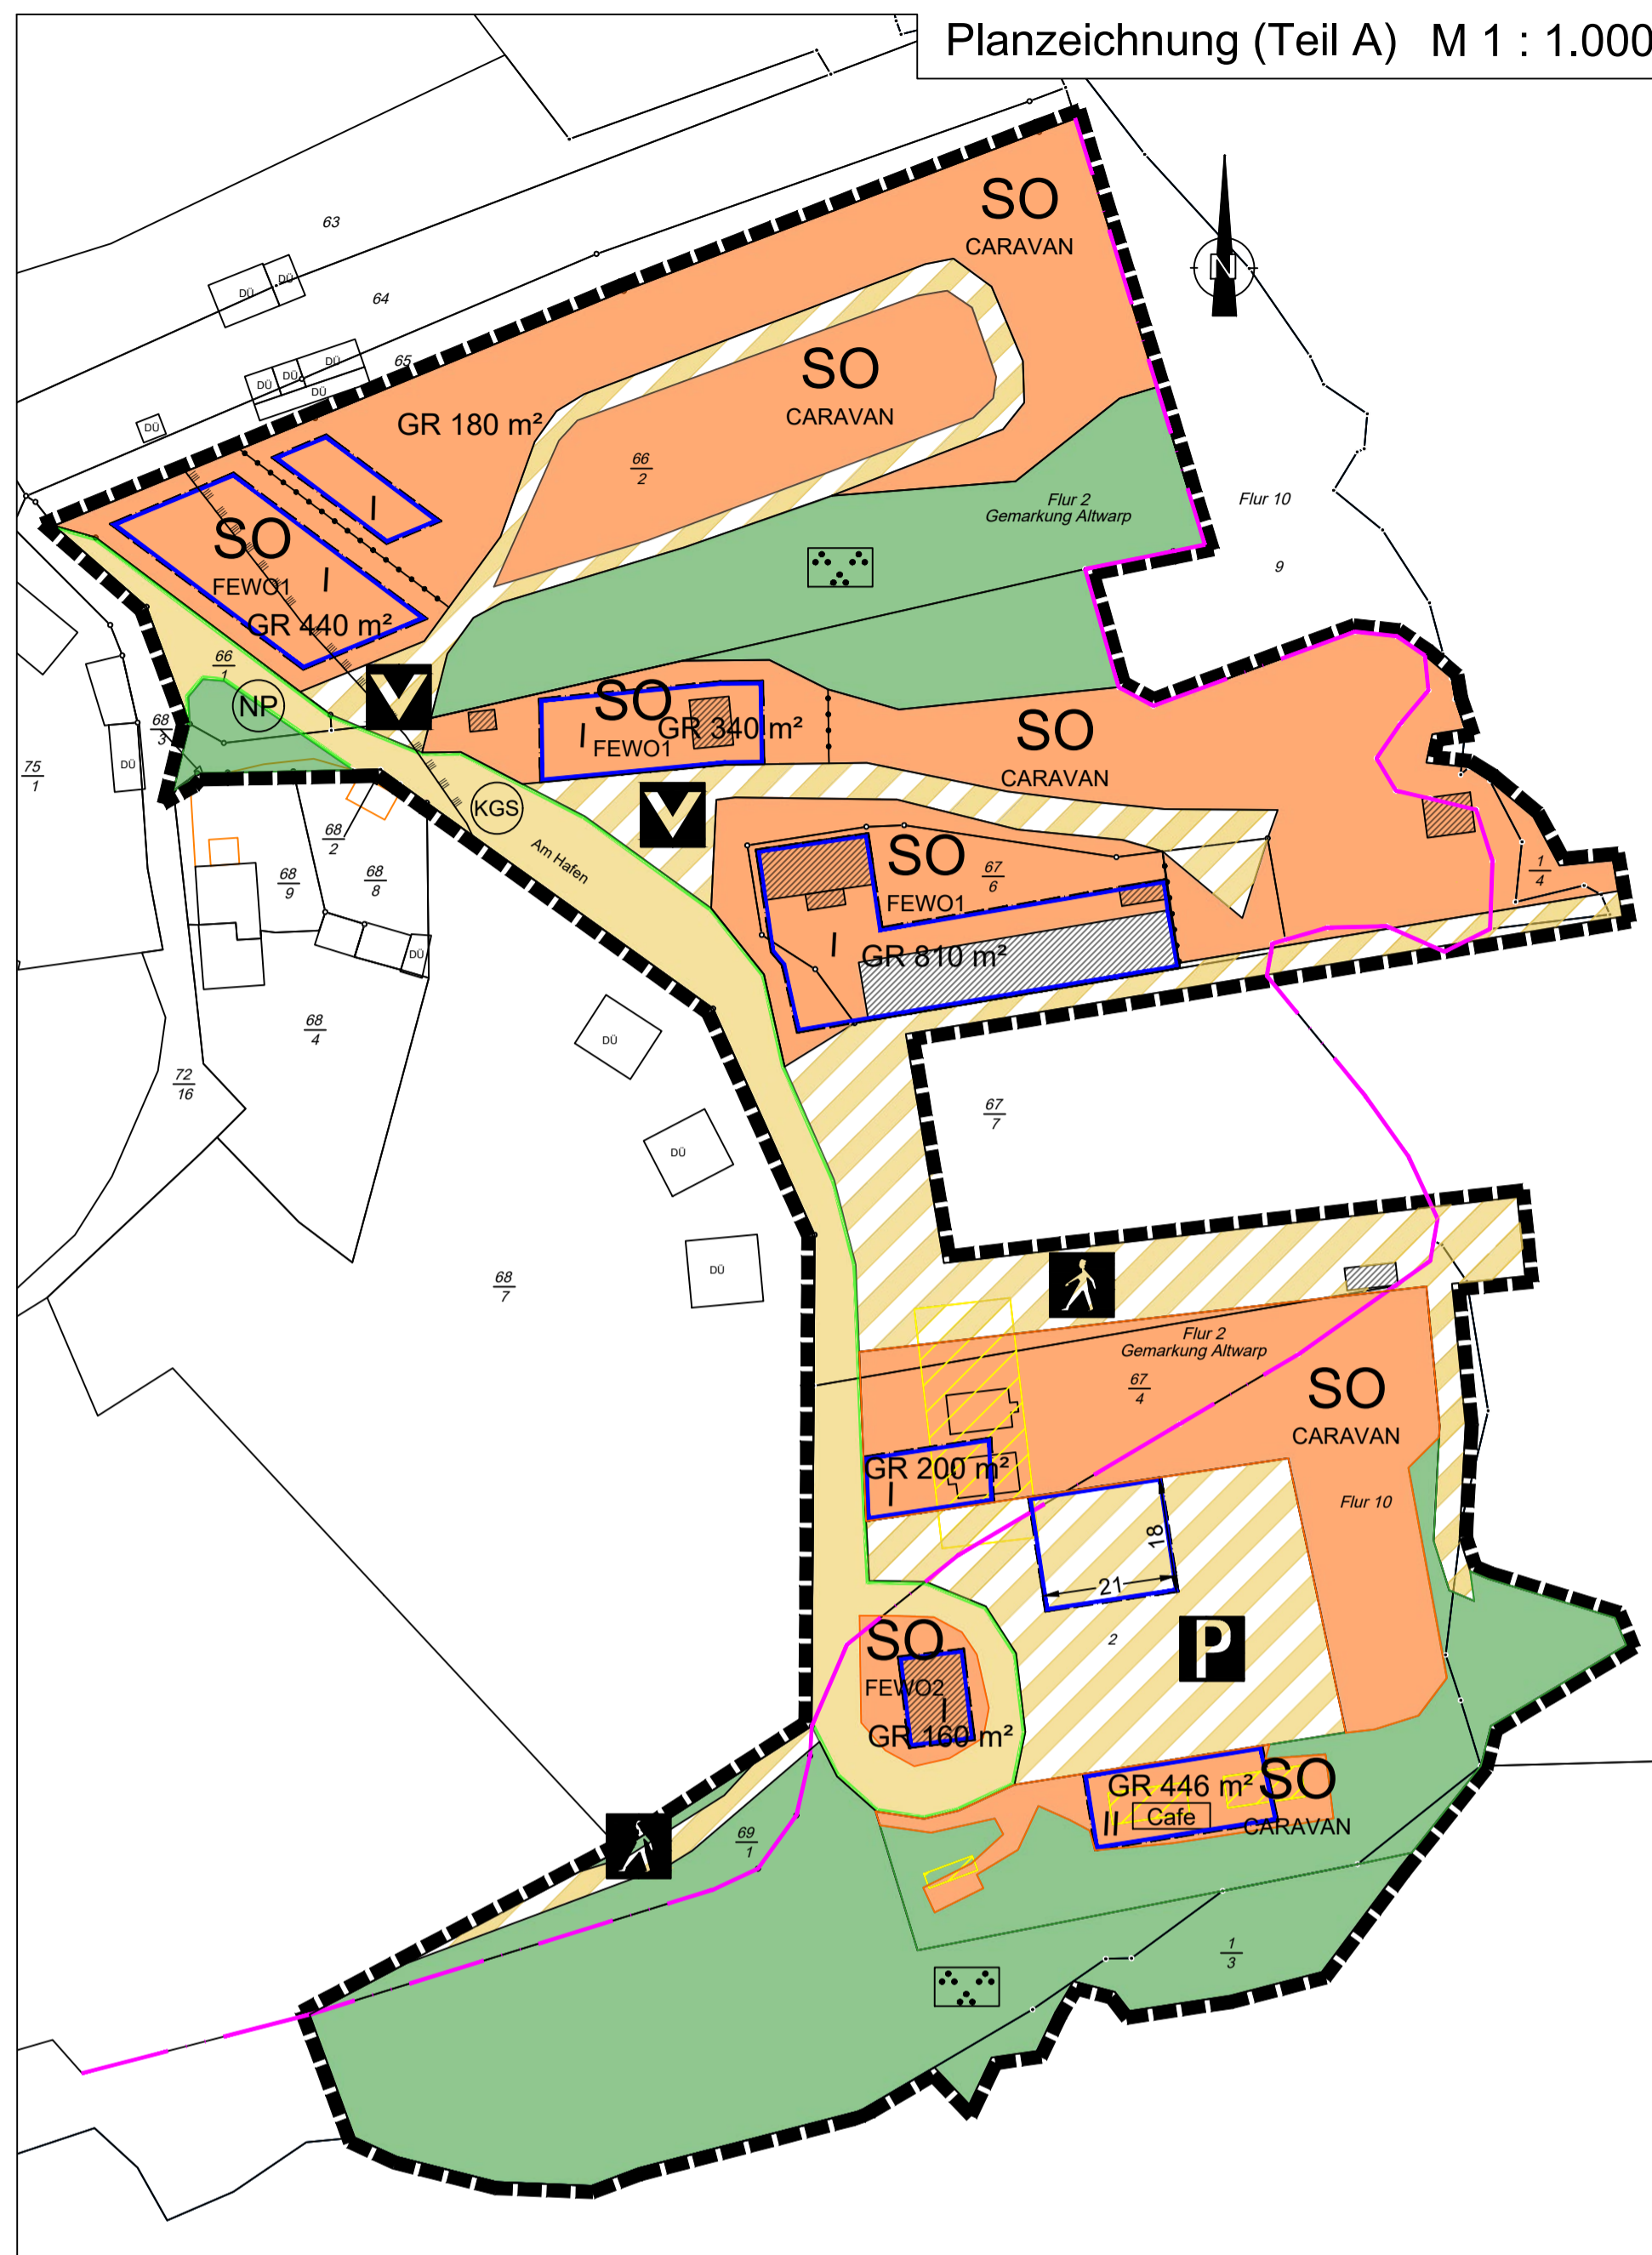 Planzeichnung (Teil A) M 1 : 1.000
SO
CARAVAN
63
N
DÜ
DÜ
64
65
DÜ
DÜ
DÜ
DÜ
DÜ
SO
CARAVAN
GR 180 m²
66
2
I
Flur 2
Gemarkung Altwarp
Flur 10
9
SO
FEWO1
I
GR 440 m²
66
1
NP
68
3
75
1
DÜ
SO
FEWO1
I
GR 340 m²
SO
CARAVAN
KGS
Am Hafen
68
2
68
9
68
8
DÜ
68
4
72
16
SO
FEWO1
67
6
I
GR 810 m²
1
4
DÜ
67
7
DÜ
DÜ
68
7
Flur 2
Gemarkung Altwarp
67
4
SO
CARAVAN
GR 200 m²
I
Flur 10
18
21
2
P
SO
FEWO2
I
GR 160 m²
GR 446 m²
II
Cafe
SO
CARAVAN
69
1
1
3